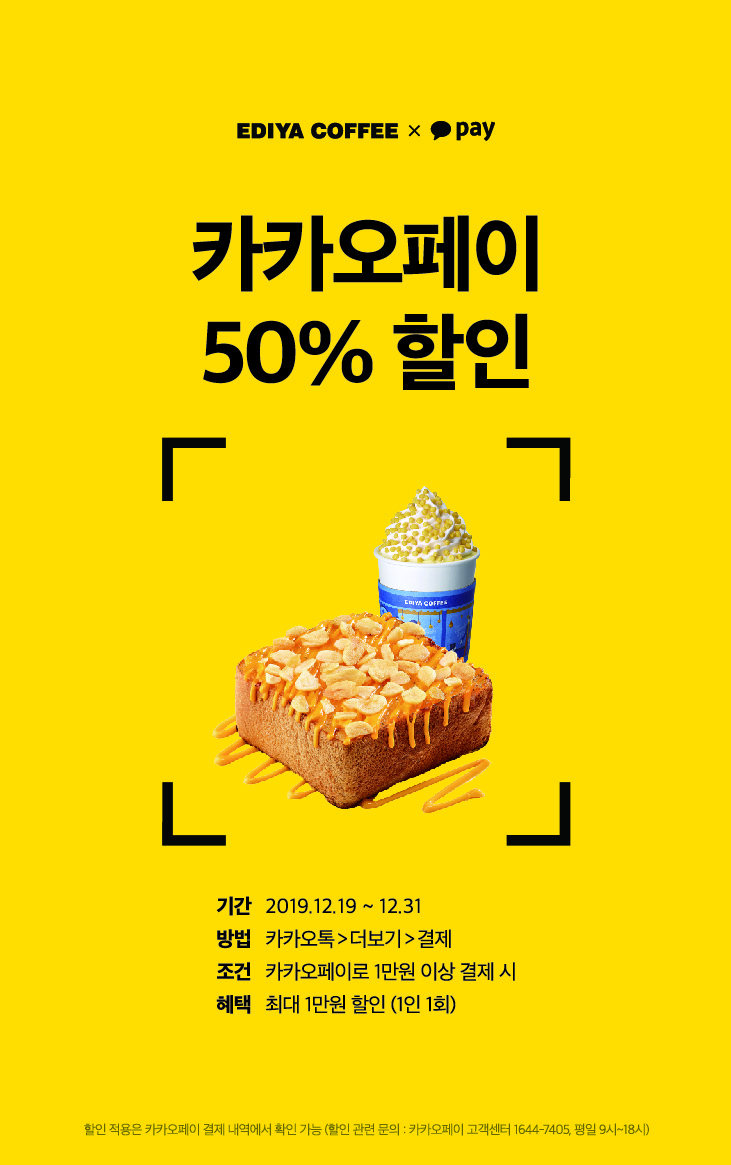 EDIYA COFFEE × pay
카카오페이
50% 할인
EDIYA COFFEE
기간 2019.12.19 ~ 12.31
방법 카카오톡 > 더보기 > 결제
조건 카카오페이로 1만원 이상 결제 시
혜택 최대 1만원 할인 (1인 1회)
할인 적용은 카카오페이 결제 내역에서 확인 가능 (할인 관련 문의 : 카카오페이 고객센터 1644-7405, 평일 9시~18시)